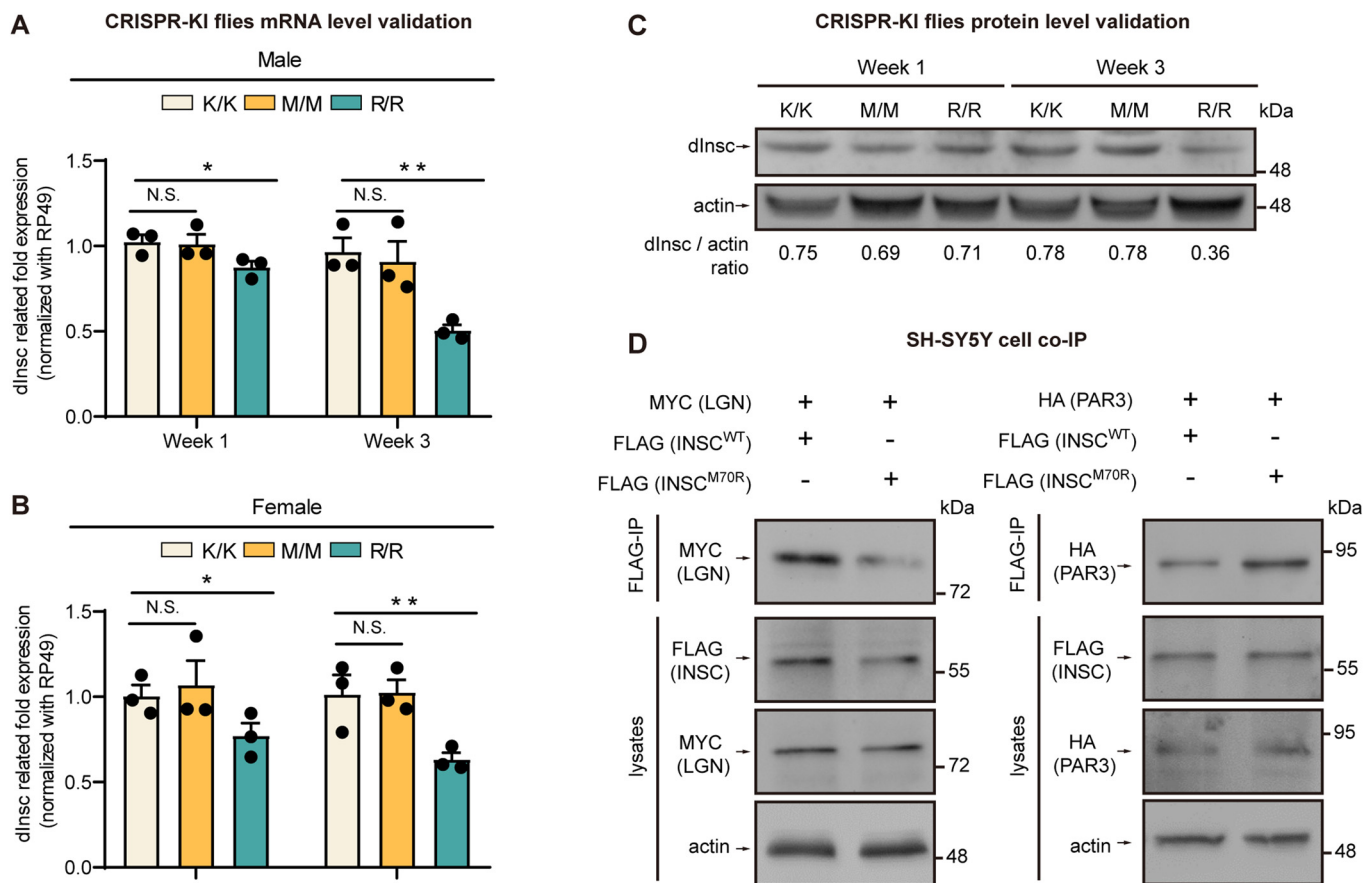 A
CRISPR-KI flies mRNA level validation
Male
K/K M/M R/R
dInsc related fold expression
(normalized with RP49)
1.5
1.0
0.5
0.0
*
N.S.
* *
N.S.
Week 1 Week 3
B
Female
K/K M/M R/R
dInsc related fold expression
(normalized with RP49)
1.5
1.0
0.5
0.0
*
N.S.
* *
N.S.
C
CRISPR-KI flies protein level validation
Week 1 Week 3
K/K M/M R/R K/K M/M R/R kDa
dInsc
48
actin
48
dInsc / actin
ratio
0.75 0.69 0.71 0.78 0.78 0.36
D
SH-SY5Y cell co-IP
MYC (LGN) + +
FLAG (INSC^WT) + -
FLAG (INSC^M70R) - +
kDa
FLAG-IP
MYC
(LGN)
72
lysates
FLAG
(INSC)
55
MYC
(LGN)
72
actin
48
HA (PAR3) + +
FLAG (INSC^WT) + -
FLAG (INSC^M70R) - +
kDa
FLAG-IP
HA
(PAR3)
95
lysates
FLAG
(INSC)
55
HA
(PAR3)
95
actin
48